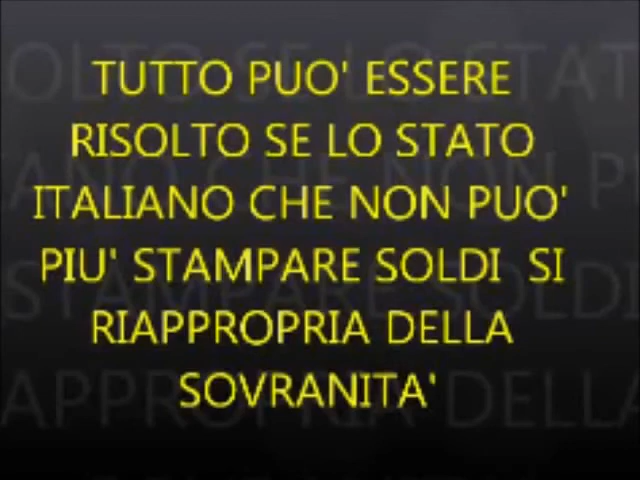 TUTTO PUO' ESSERE
RISOLTO SE LO STATO
ITALIANO CHE NON PUO'
PIU' STAMPARE SOLDI SI
RIAPPROPRIA DELLA
SOVRANITA'